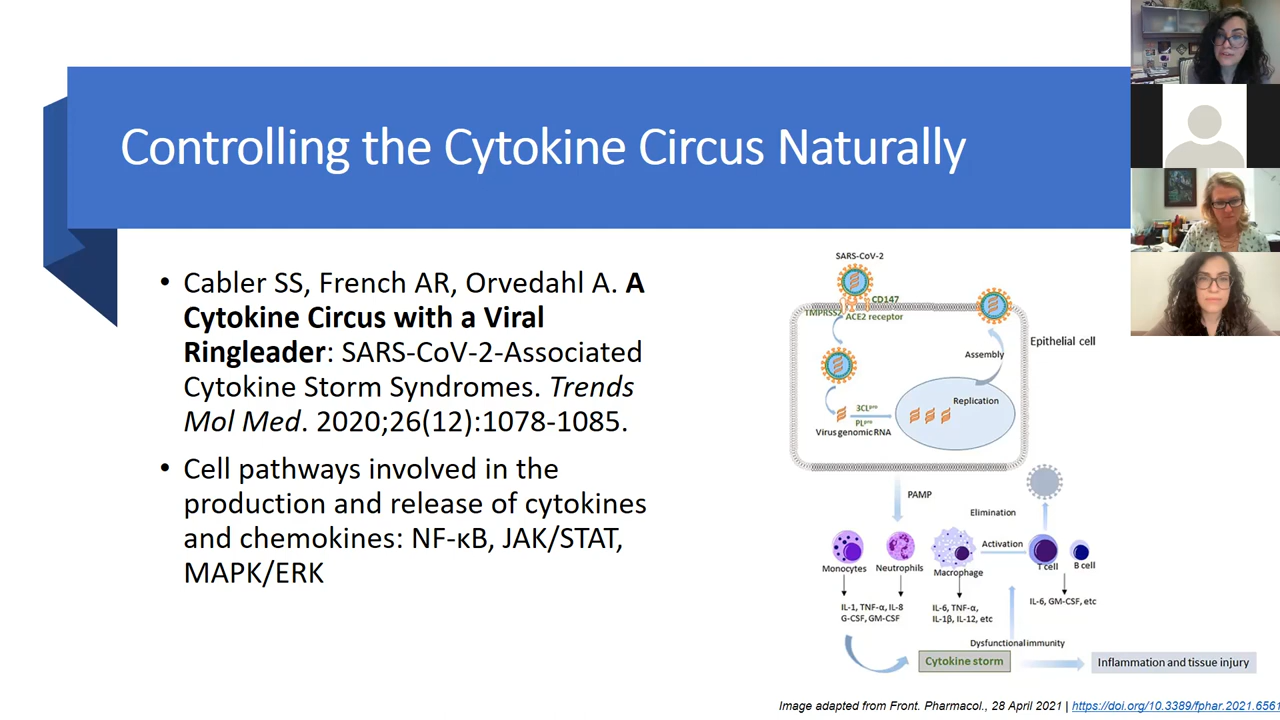 Controlling the Cytokine Circus Naturally
• Cabler SS, French AR, Orvedahl A. A
Cytokine Circus with a Viral
Ringleader: SARS-CoV-2-Associated
Cytokine Storm Syndromes. Trends
Mol Med. 2020;26(12):1078-1085.
• Cell pathways involved in the
production and release of cytokines
and chemokines: NF-κB, JAK/STAT,
MAPK/ERK
SARS-CoV-2
CD147
TMPRSS2
ACE2 receptor
Epithelial cell
Assembly
Replication
3CLpro
PLpro
Virus genomic RNA
PAMP
Elimination
Activation
Monocytes
Neutrophils
Macrophage
T cell
B cell
IL-1, TNF-α, IL-8
G-CSF, GM-CSF
IL-6, TNF-α,
IL-1β, IL-12, etc
IL-6, GM-CSF, etc
Dysfunctional immunity
Cytokine storm
Inflammation and tissue injury
Image adapted from Front. Pharmacol., 28 April 2021 | https://doi.org/10.3389/fphar.2021.6561